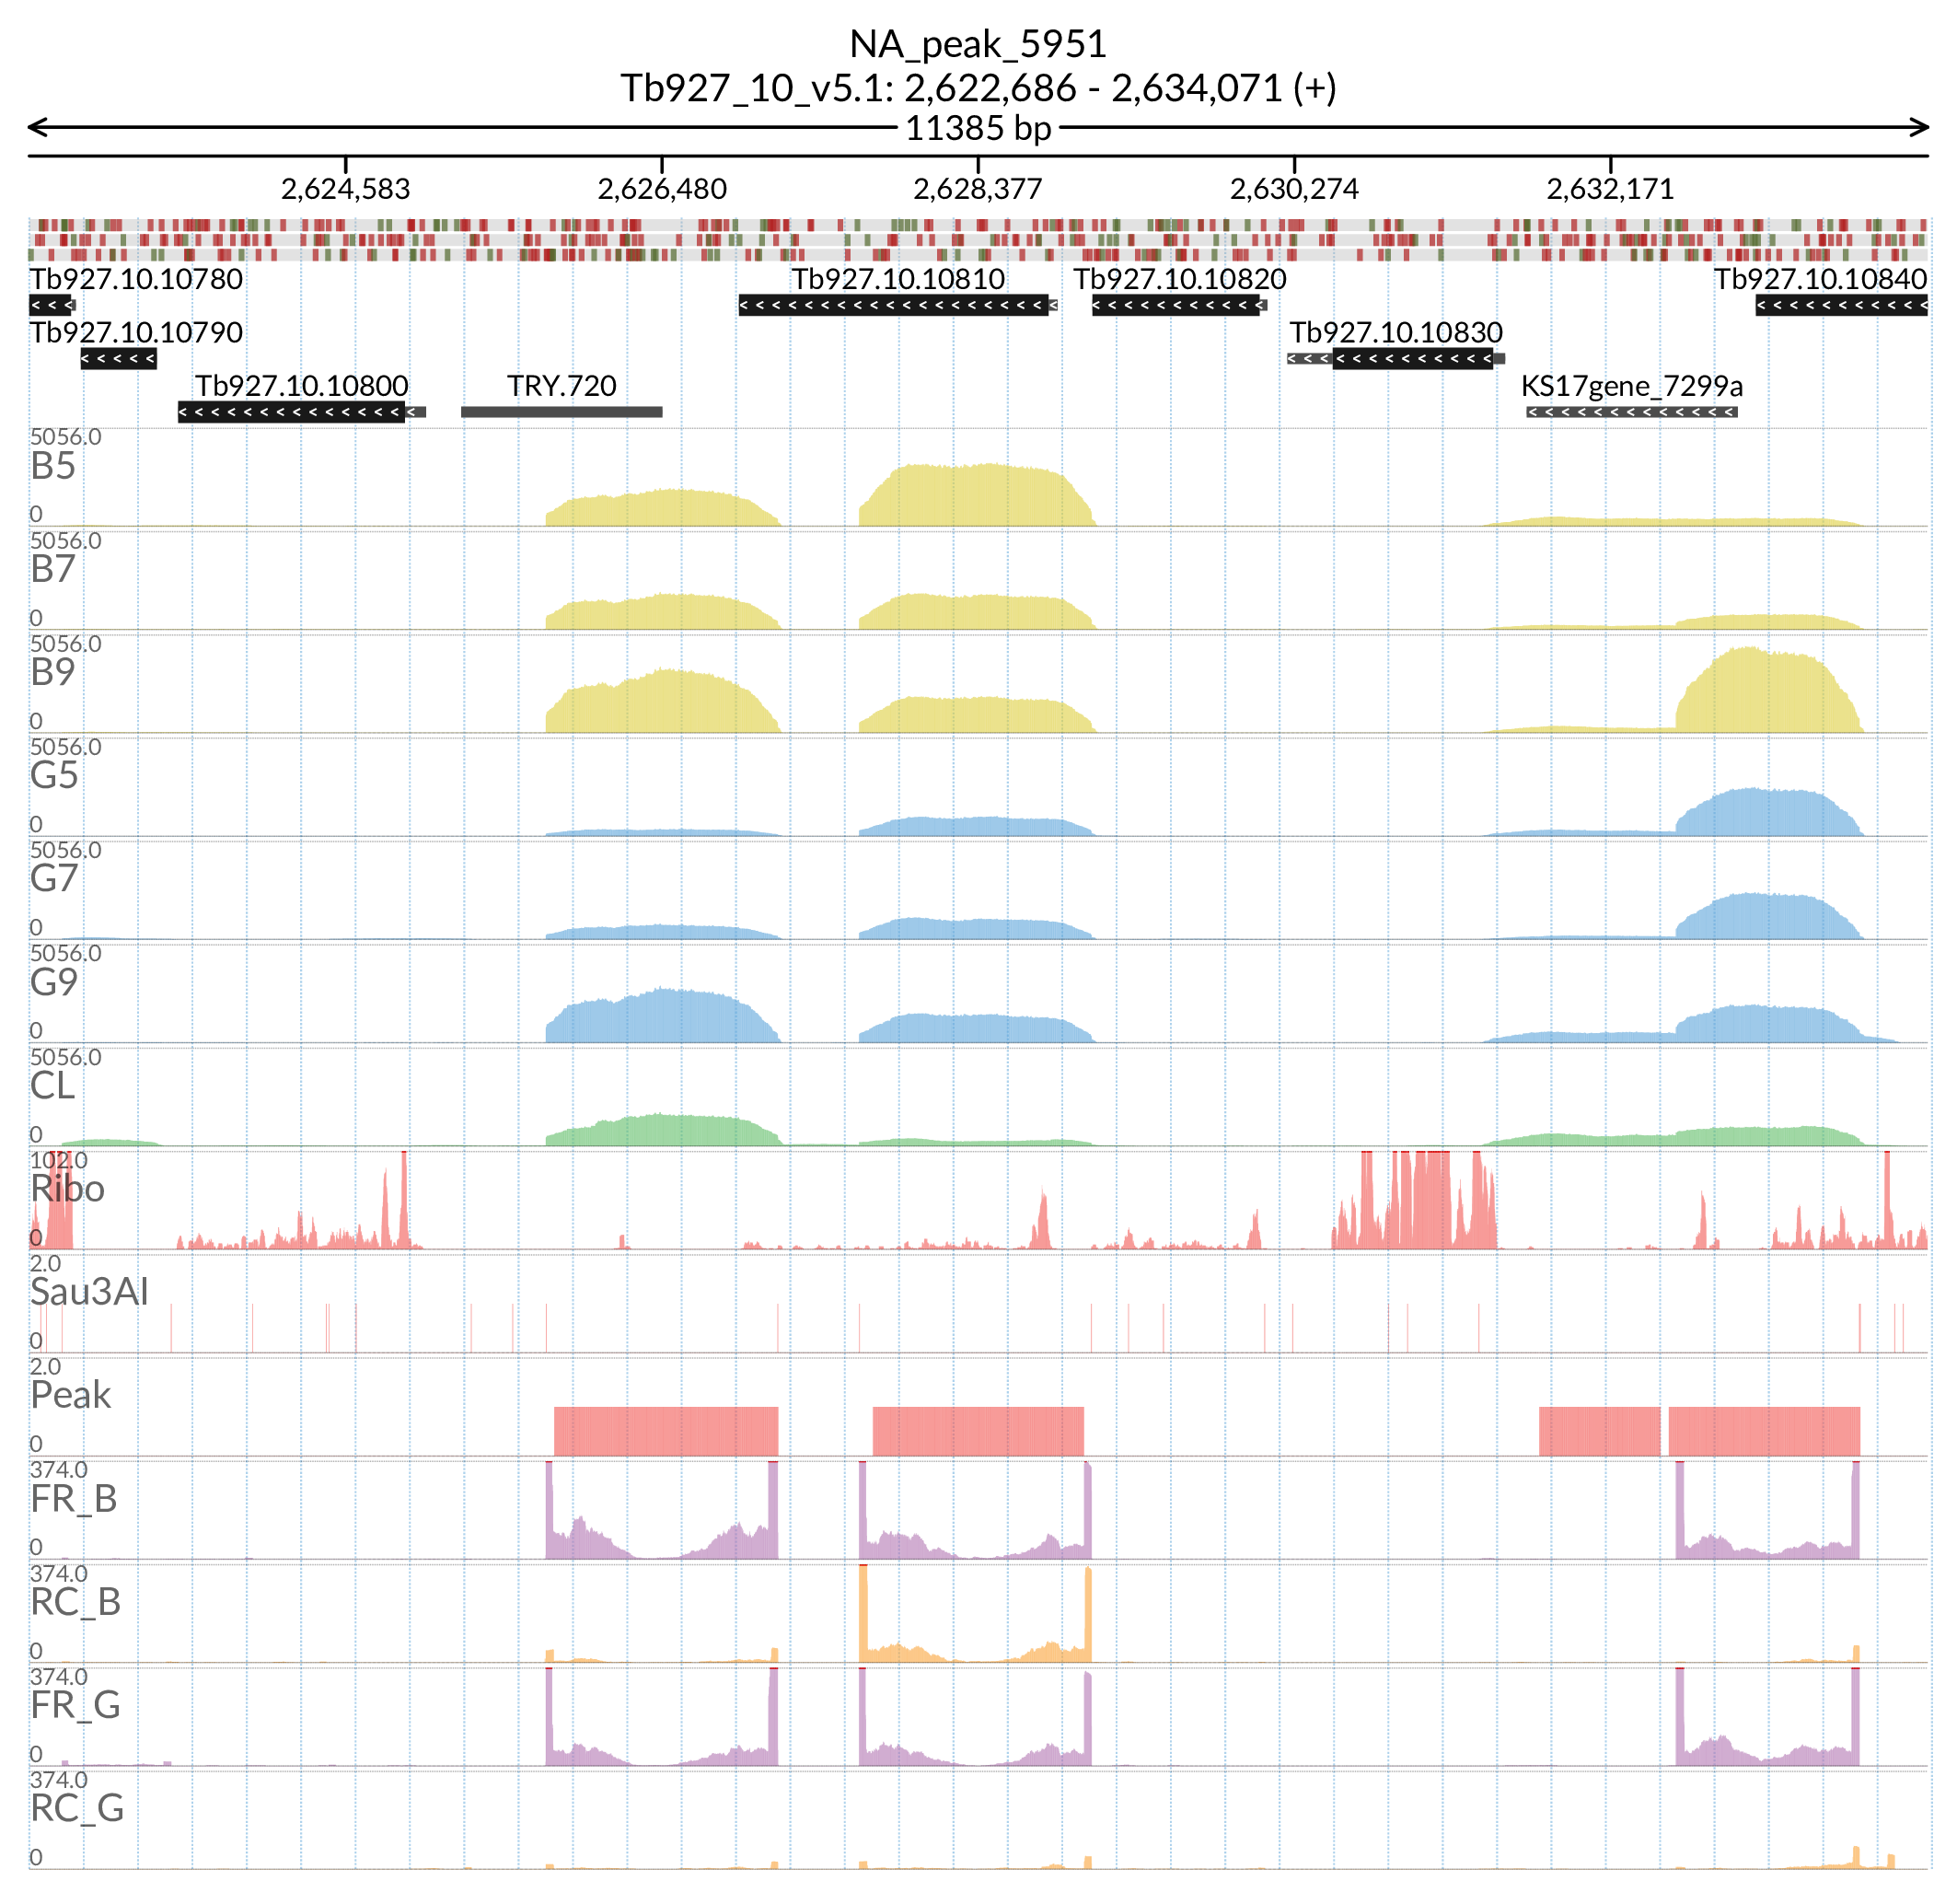 NA_peak_5951
Tb927_10_v5.1: 2,622,686 - 2,634,071 (+)
11385 bp
2,624,583 2,626,480 2,628,377 2,630,274 2,632,171
Tb927.10.10780 Tb927.10.10810 Tb927.10.10820 Tb927.10.10840
Tb927.10.10790 Tb927.10.10830
Tb927.10.10800 TRY.720 KS17gene_7299a
5056.0
B5
0
5056.0
B7
0
5056.0
B9
0
5056.0
G5
0
5056.0
G7
0
5056.0
G9
0
5056.0
CL
0
102.0
Ribo
0
2.0
Sau3AI
0
2.0
Peak
0
374.0
FR_B
0
374.0
RC_B
0
374.0
FR_G
0
374.0
RC_G
0